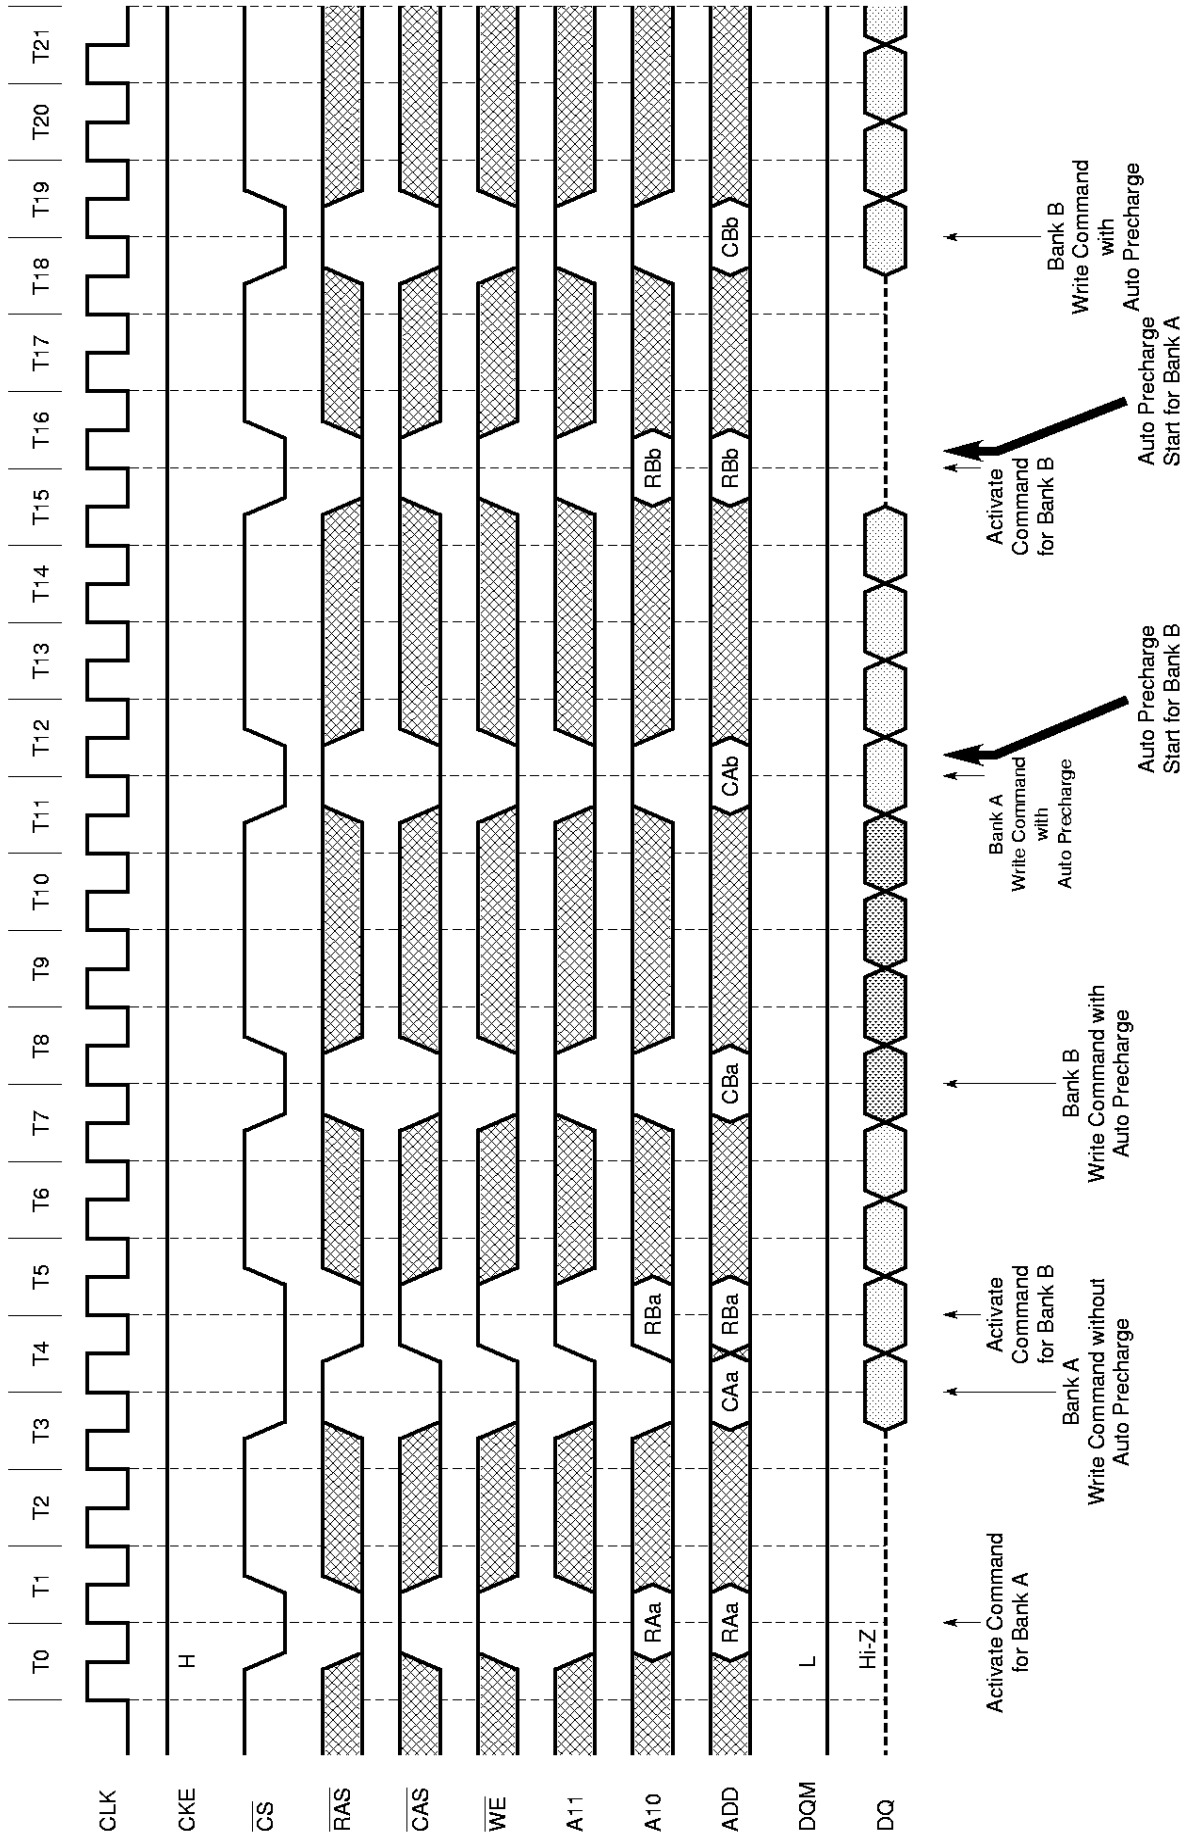 T0 T1 T2 T3 T4 T5 T6 T7 T8 T9 T10 T11 T12 T13 T14 T15 T16 T17 T18 T19 T20 T21
CLK
CKE H
CS
RAS
CAS
WE
A11
A10 RAa RBa RBb
ADD RAa CAa RBa CBa CAb RBb CBb
DQM L
DQ Hi-Z
Activate Command
for Bank A
Bank A
Write Command without
Auto Precharge
Activate
Command
for Bank B
Bank B
Write Command with
Auto Precharge
Bank A
Write Command
with
Auto Precharge
Auto Precharge
Start for Bank B
Activate
Command
for Bank B
Auto Precharge
Start for Bank A
Bank B
Write Command
with
Auto Precharge